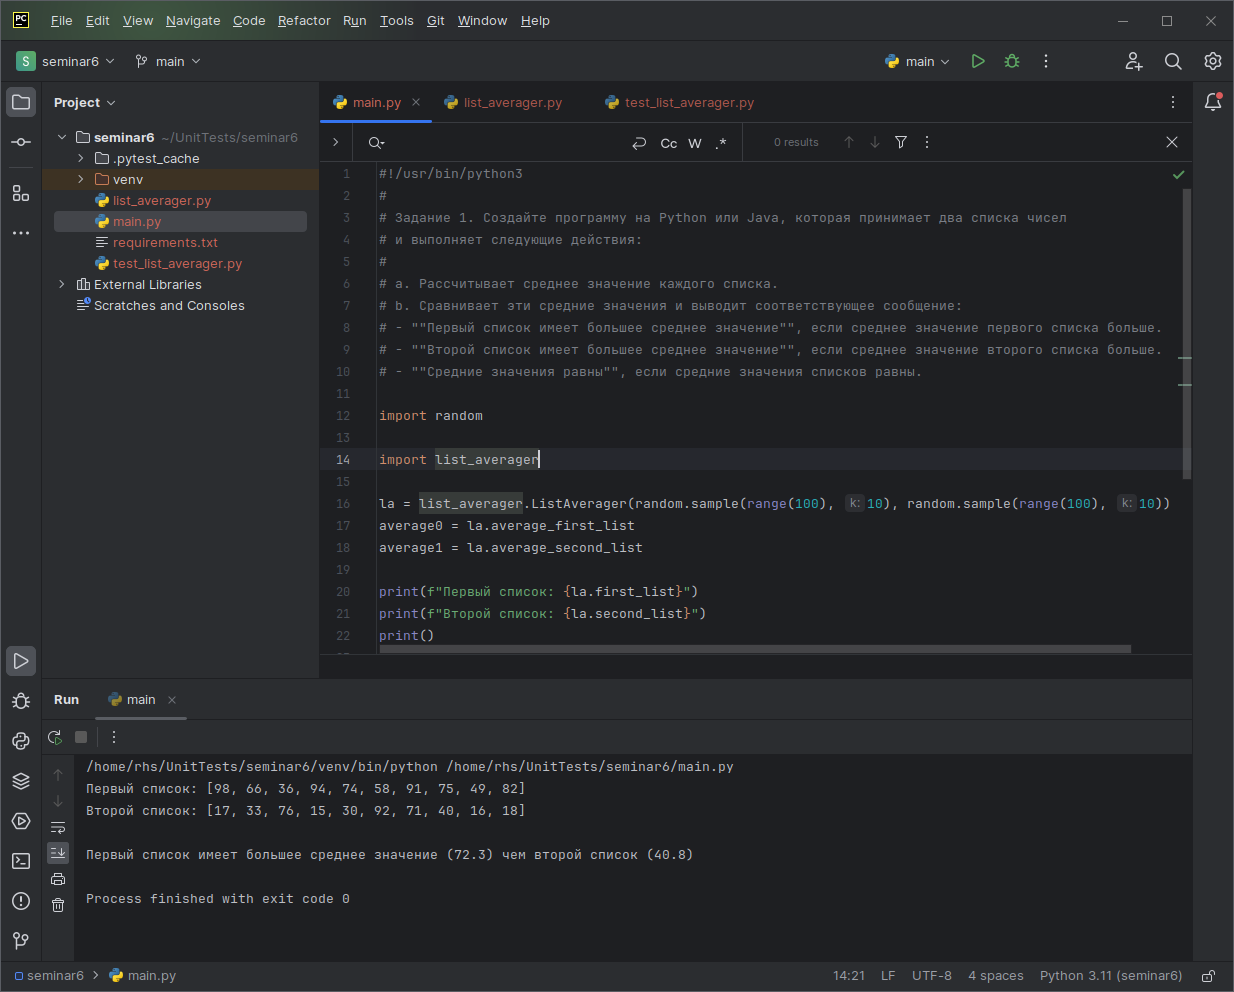 PC File Edit View Navigate Code Refactor Run Tools Git Window Help
S seminar6 main main
Project
main.py list_averager.py test_list_averager.py
seminar6 ~/UnitTests/seminar6
.pytest_cache
venv
list_averager.py
main.py
requirements.txt
test_list_averager.py
External Libraries
Scratches and Consoles
Cc W .* 0 results
1 #!/usr/bin/python3
2 #
3 # Задание 1. Создайте программу на Python или Java, которая принимает два списка чисел
4 # и выполняет следующие действия:
5 #
6 # a. Рассчитывает среднее значение каждого списка.
7 # b. Сравнивает эти средние значения и выводит соответствующее сообщение:
8 # - ""Первый список имеет большее среднее значение"", если среднее значение первого списка больше.
9 # - ""Второй список имеет большее среднее значение"", если среднее значение второго списка больше.
10 # - ""Средние значения равны"", если средние значения списков равны.
11
12 import random
13
14 import list_averager
15
16 la = list_averager.ListAverager(random.sample(range(100), k: 10), random.sample(range(100), k: 10))
17 average0 = la.average_first_list
18 average1 = la.average_second_list
19
20 print(f"Первый список: {la.first_list}")
21 print(f"Второй список: {la.second_list}")
22 print()
Run main
/home/rhs/UnitTests/seminar6/venv/bin/python /home/rhs/UnitTests/seminar6/main.py
Первый список: [98, 66, 36, 94, 74, 58, 91, 75, 49, 82]
Второй список: [17, 33, 76, 15, 30, 92, 71, 40, 16, 18]
Первый список имеет большее среднее значение (72.3) чем второй список (40.8)
Process finished with exit code 0
seminar6 > main.py 14:21 LF UTF-8 4 spaces Python 3.11 (seminar6)